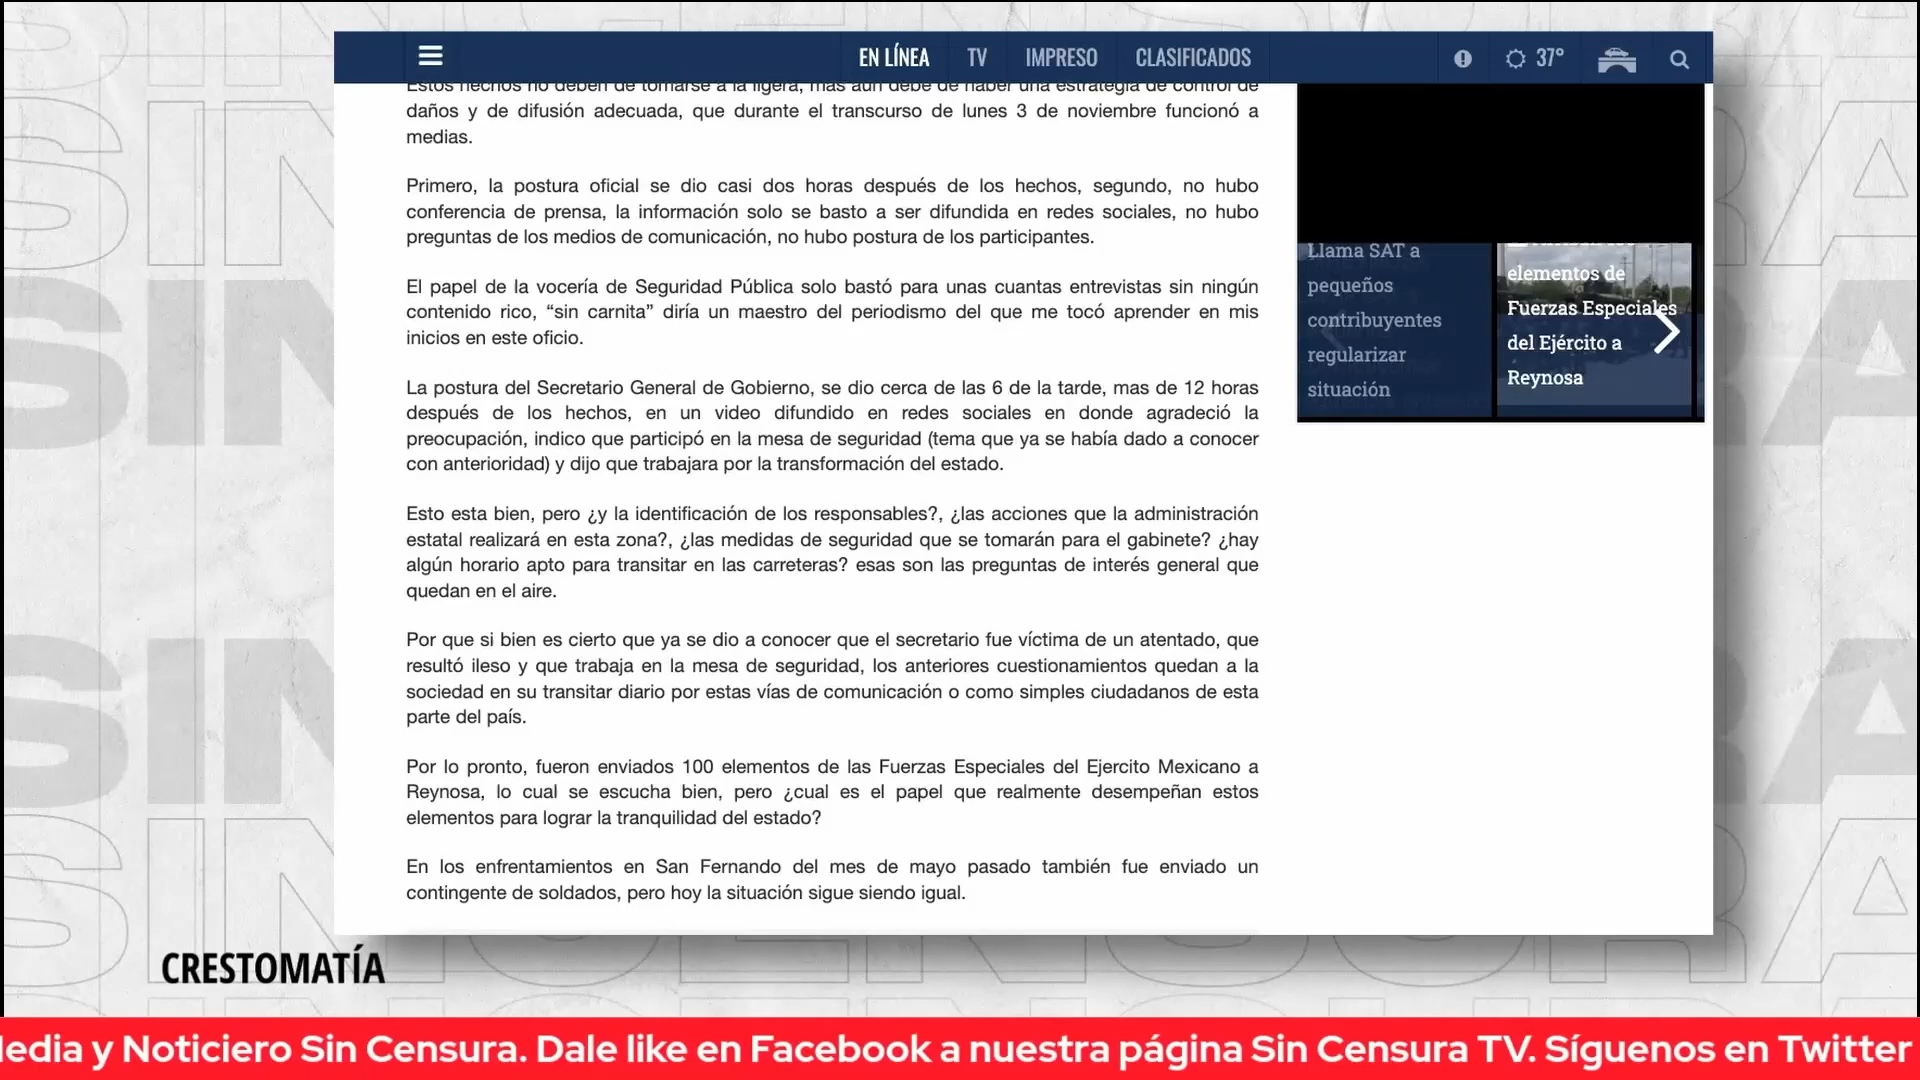 EN LÍNEA TV IMPRESO CLASIFICADOS 37°
Estos hechos no deben de tomarse a la ligera, mas aun debe de haber una estrategia de control de
daños y de difusión adecuada, que durante el transcurso de lunes 3 de noviembre funcionó a
medias.
Primero, la postura oficial se dio casi dos horas después de los hechos, segundo, no hubo
conferencia de prensa, la información solo se basto a ser difundida en redes sociales, no hubo
preguntas de los medios de comunicación, no hubo postura de los participantes.
El papel de la vocería de Seguridad Pública solo bastó para unas cuantas entrevistas sin ningún
contenido rico, “sin carnita” diría un maestro del periodismo del que me tocó aprender en mis
inicios en este oficio.
La postura del Secretario General de Gobierno, se dio cerca de las 6 de la tarde, mas de 12 horas
después de los hechos, en un video difundido en redes sociales en donde agradeció la
preocupación, indico que participó en la mesa de seguridad (tema que ya se había dado a conocer
con anterioridad) y dijo que trabajara por la transformación del estado.
Esto esta bien, pero ¿y la identificación de los responsables?, ¿las acciones que la administración
estatal realizará en esta zona?, ¿las medidas de seguridad que se tomarán para el gabinete? ¿hay
algún horario apto para transitar en las carreteras? esas son las preguntas de interés general que
quedan en el aire.
Por que si bien es cierto que ya se dio a conocer que el secretario fue víctima de un atentado, que
resultó ileso y que trabaja en la mesa de seguridad, los anteriores cuestionamientos quedan a la
sociedad en su transitar diario por estas vías de comunicación o como simples ciudadanos de esta
parte del país.
Por lo pronto, fueron enviados 100 elementos de las Fuerzas Especiales del Ejercito Mexicano a
Reynosa, lo cual se escucha bien, pero ¿cual es el papel que realmente desempeñan estos
elementos para lograr la tranquilidad del estado?
En los enfrentamientos en San Fernando del mes de mayo pasado también fue enviado un
contingente de soldados, pero hoy la situación sigue siendo igual.
Llama SAT a
pequeños
contribuyentes
regularizar
situación
elementos de
Fuerzas Especiales
del Ejército a
Reynosa
CRESTOMATÍA
edia y Noticiero Sin Censura. Dale like en Facebook a nuestra página Sin Censura TV. Síguenos en Twitter